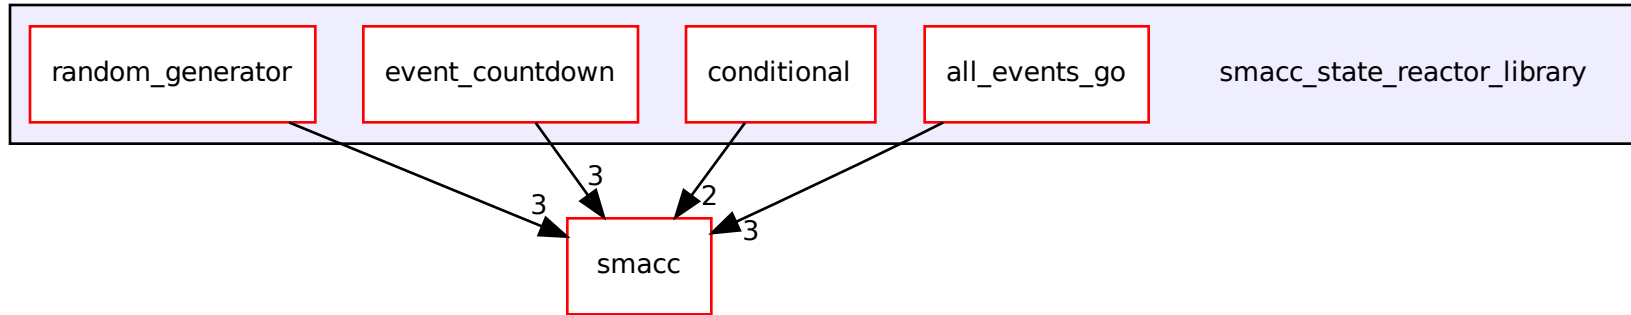 random_generator
event_countdown
conditional
all_events_go
smacc_state_reactor_library
3
3
2
3
smacc